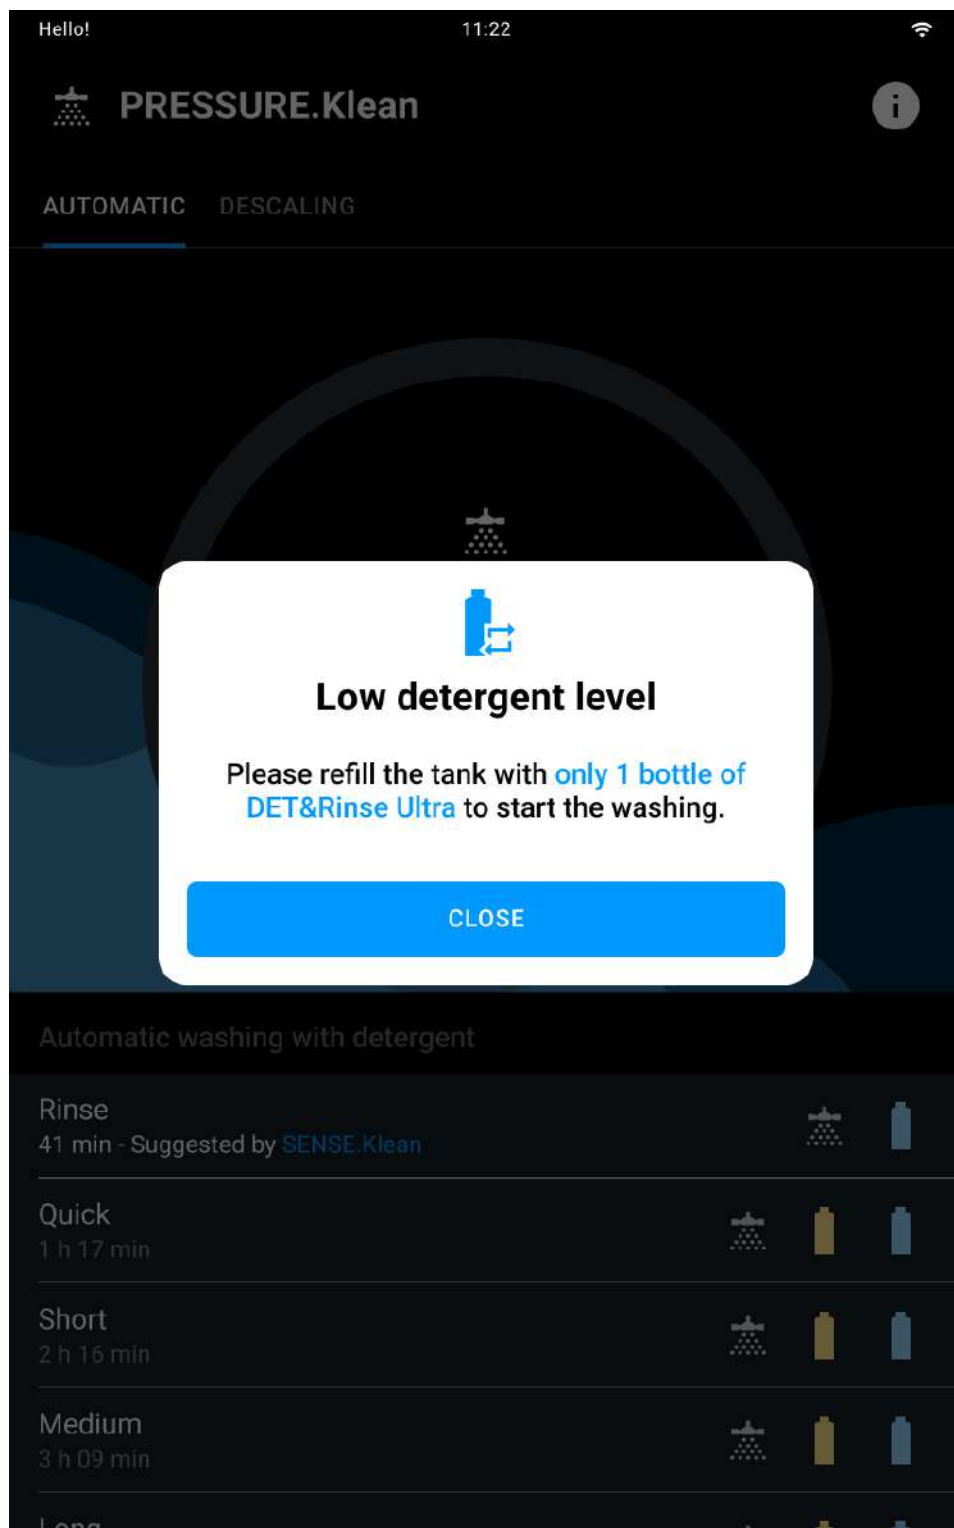 Hello! 11:22
PRESSURE.Klean
AUTOMATIC DESCALING
Low detergent level
Please refill the tank with only 1 bottle of
DET&Rinse Ultra to start the washing.
CLOSE
Automatic washing with detergent
Rinse
41 min - Suggested by SENSE.Klean
Quick
1 h 17 min
Short
2 h 16 min
Medium
3 h 09 min
Long